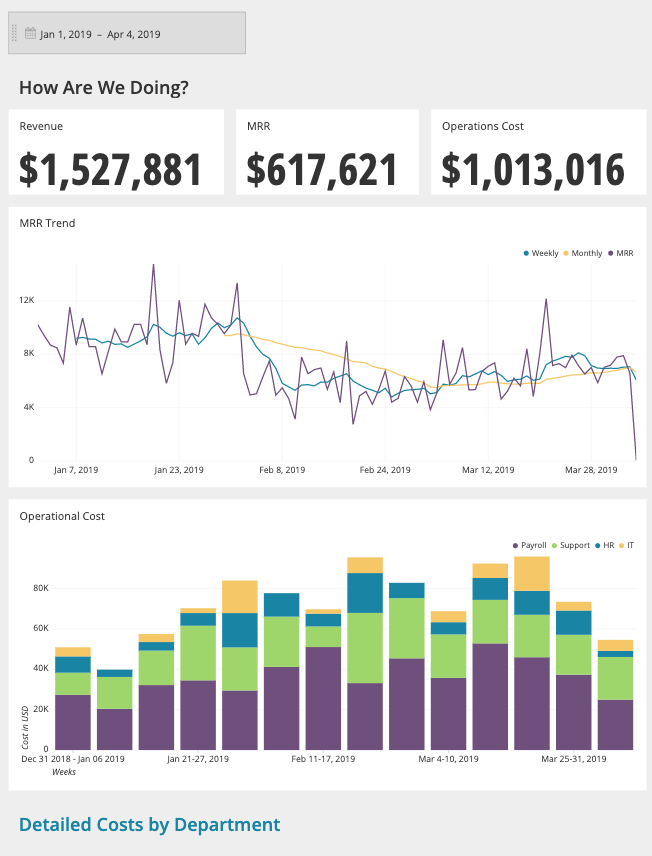 Jan 1, 2019 – Apr 4, 2019
How Are We Doing?
Revenue
MRR
Operations Cost
$1,527,881
$617,621
$1,013,016
MRR Trend
Weekly Monthly MRR
12K
8K
4K
0
Jan 7, 2019 Jan 23, 2019 Feb 8, 2019 Feb 24, 2019 Mar 12, 2019 Mar 28, 2019
Operational Cost
Payroll Support HR IT
80K
60K
40K
20K
0
Cost in USD
Dec 31 2018 - Jan 06 2019 Jan 21-27, 2019 Feb 11-17, 2019 Mar 4-10, 2019 Mar 25-31, 2019
Weeks
Detailed Costs by Department